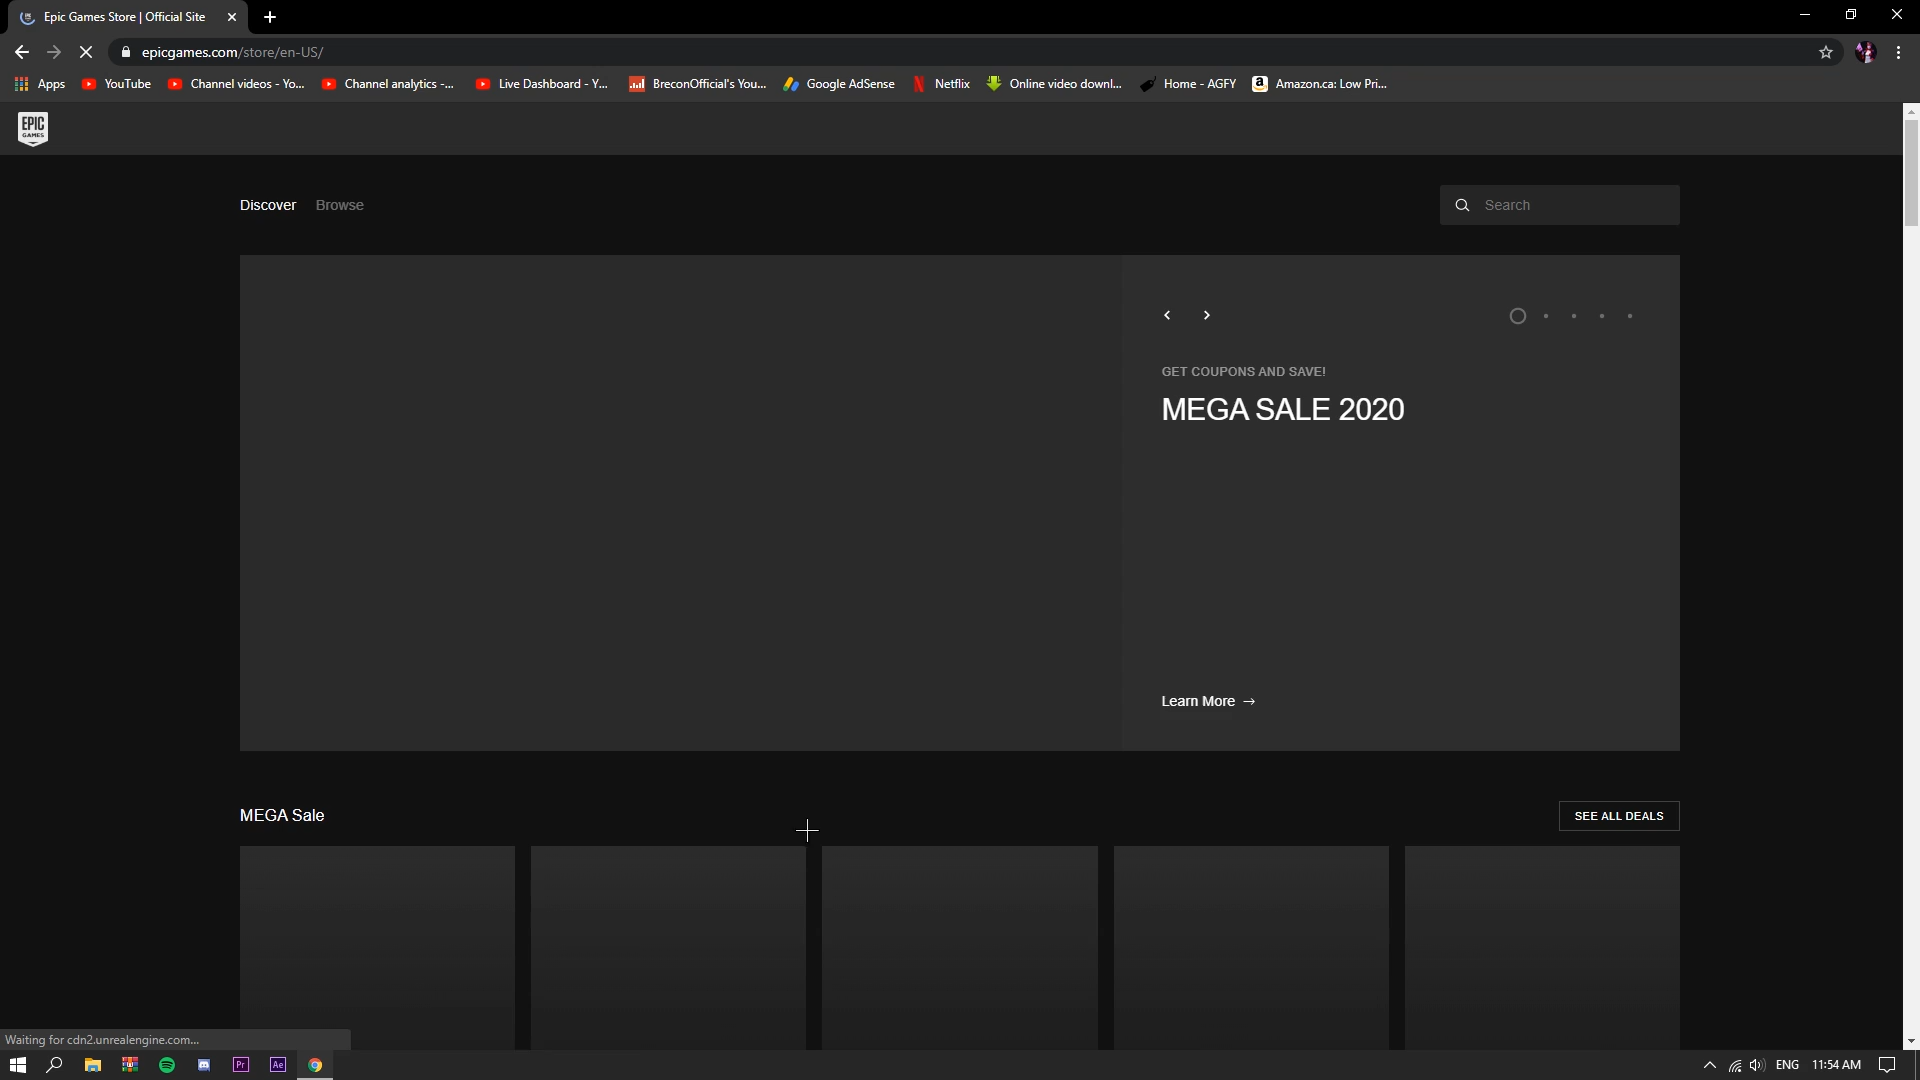 Epic Games Store | Official Site
epicgames.com/store/en-US/
Apps YouTube Channel videos - Yo... Channel analytics -... Live Dashboard - Y... BreconOfficial's You... Google AdSense Netflix Online video downl... Home - AGFY Amazon.ca: Low Pri...
EPIC
GAMES
Discover Browse
Search
GET COUPONS AND SAVE!
MEGA SALE 2020
Learn More →
MEGA Sale
SEE ALL DEALS
Waiting for cdn2.unrealengine.com...
Pr Ae
ENG 11:54 AM